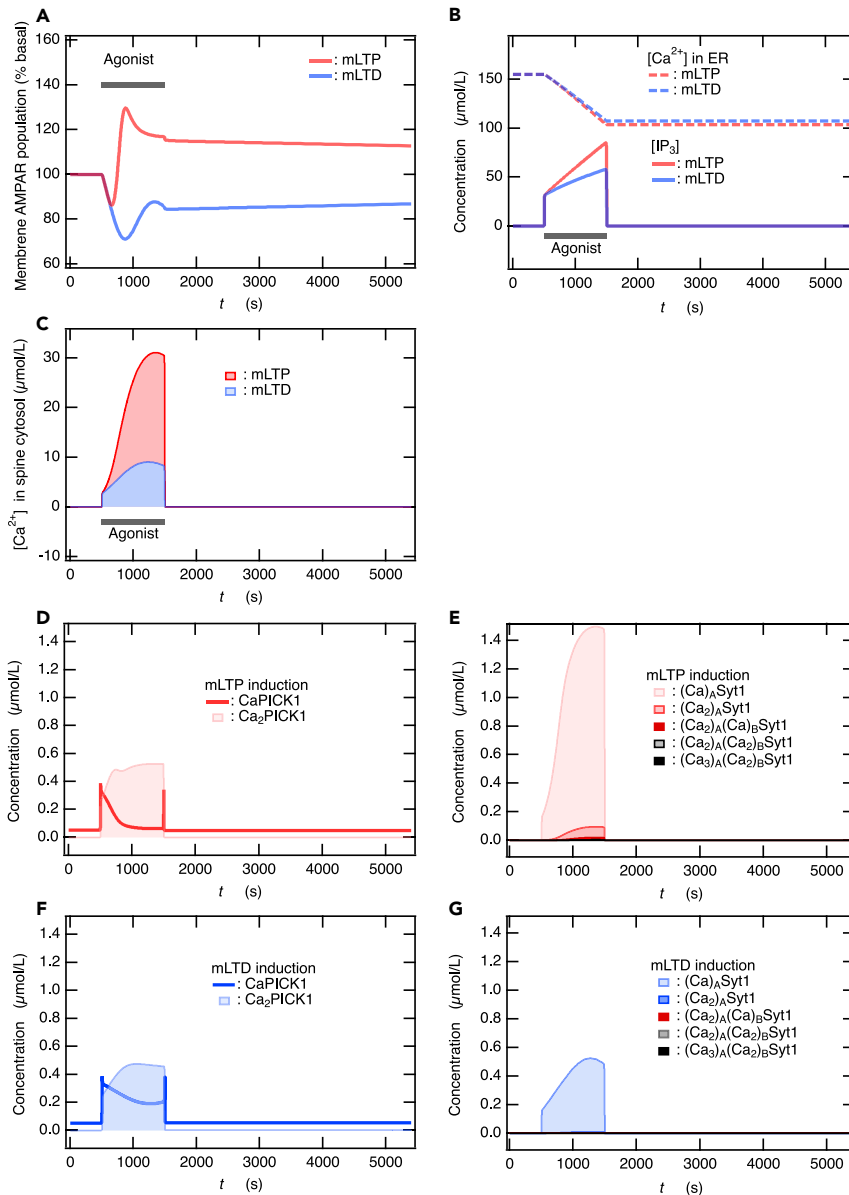 A
Membrene AMPAR population (% basal)
160
140
120
100
80
60
Agonist
: mLTP
: mLTD
0
1000
2000
3000
4000
5000
t (s)
B
Concentration (μmol/L)
150
100
50
0
[Ca2+] in ER
: mLTP
: mLTD
[IP3]
: mLTP
: mLTD
Agonist
0
1000
2000
3000
4000
5000
t (s)
C
[Ca2+] in spine cytosol (μmol/L)
30
20
10
0
-10
: mLTP
: mLTD
Agonist
0
1000
2000
3000
4000
5000
t (s)
D
Concentration (μmol/L)
1.4
1.2
1.0
0.8
0.6
0.4
0.2
0.0
mLTP induction
: CaPICK1
: Ca2PICK1
0
1000
2000
3000
4000
5000
t (s)
E
Concentration (μmol/L)
1.4
1.2
1.0
0.8
0.6
0.4
0.2
0.0
mLTP induction
: (Ca)ASyt1
: (Ca2)ASyt1
: (Ca2)A(Ca)BSyt1
: (Ca2)A(Ca2)BSyt1
: (Ca3)A(Ca2)BSyt1
0
1000
2000
3000
4000
5000
t (s)
F
Concentration (μmol/L)
1.4
1.2
1.0
0.8
0.6
0.4
0.2
0.0
mLTD induction
: CaPICK1
: Ca2PICK1
0
1000
2000
3000
4000
5000
t (s)
G
Concentration (μmol/L)
1.4
1.2
1.0
0.8
0.6
0.4
0.2
0.0
mLTD induction
: (Ca)ASyt1
: (Ca2)ASyt1
: (Ca2)A(Ca)BSyt1
: (Ca2)A(Ca2)BSyt1
: (Ca3)A(Ca2)BSyt1
0
1000
2000
3000
4000
5000
t (s)